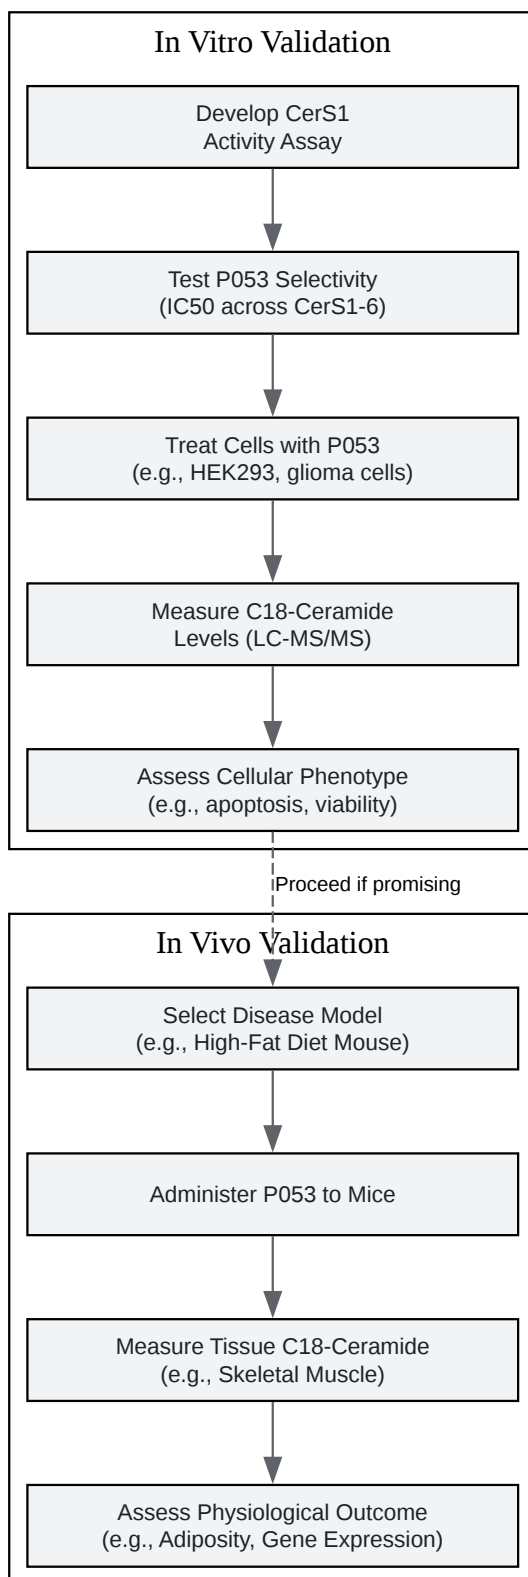 In Vitro Validation
Develop CerS1
Activity Assay
Test P053 Selectivity
(IC50 across CerS1-6)
Treat Cells with P053
(e.g., HEK293, glioma cells)
Measure C18-Ceramide
Levels (LC-MS/MS)
Assess Cellular Phenotype
(e.g., apoptosis, viability)
Proceed if promising
In Vivo Validation
Select Disease Model
(e.g., High-Fat Diet Mouse)
Administer P053 to Mice
Measure Tissue C18-Ceramide
(e.g., Skeletal Muscle)
Assess Physiological Outcome
(e.g., Adiposity, Gene Expression)